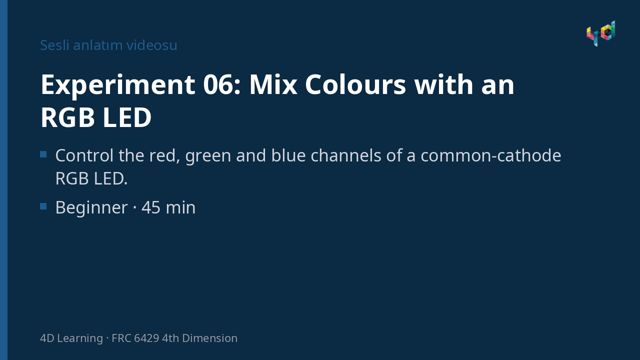 Sesli anlatım videosu
4d
Experiment 06: Mix Colours with an
RGB LED
Control the red, green and blue channels of a common-cathode
RGB LED.
Beginner · 45 min
4D Learning · FRC 6429 4th Dimension